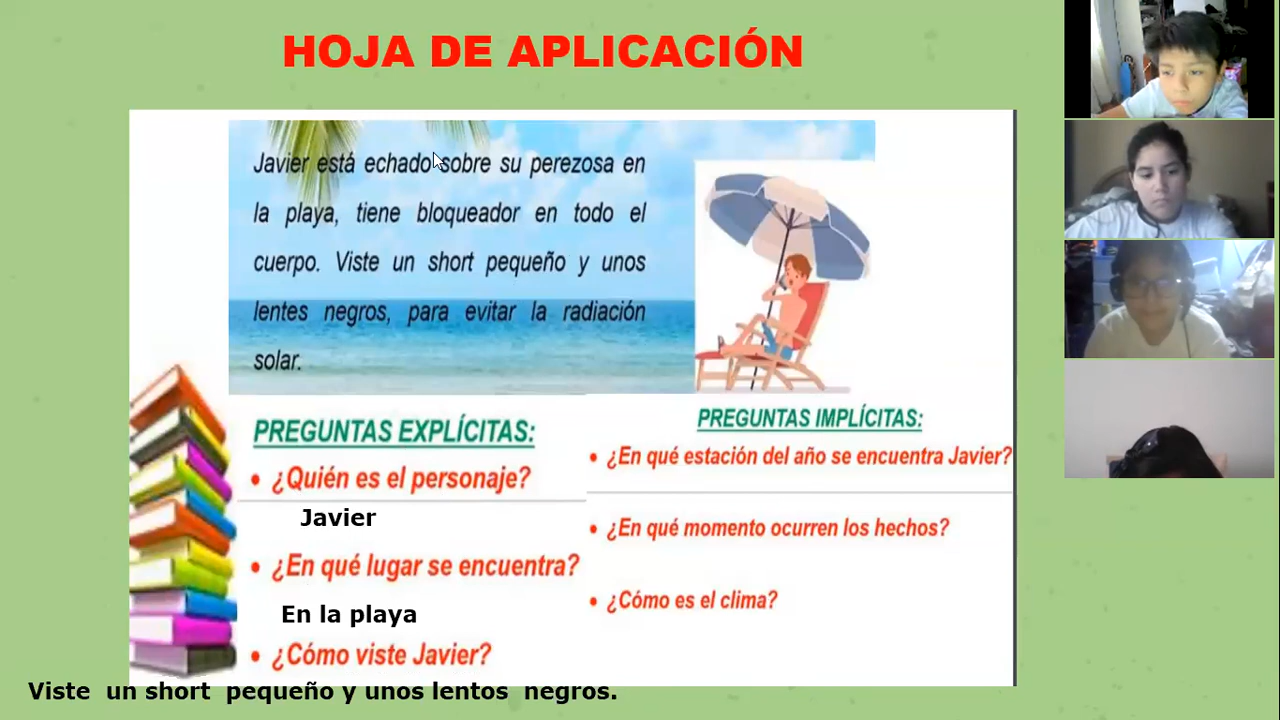 HOJA DE APLICACIÓN
Javier está echado sobre su perezosa en
la playa, tiene bloqueador en todo el
cuerpo. Viste un short pequeño y unos
lentes negros, para evitar la radiación
solar.
PREGUNTAS EXPLÍCITAS:
• ¿Quién es el personaje?
Javier
• ¿En qué lugar se encuentra?
En la playa
• ¿Cómo viste Javier?
Viste un short pequeño y unos lentos negros.
PREGUNTAS IMPLÍCITAS:
• ¿En qué estación del año se encuentra Javier?
• ¿En qué momento ocurren los hechos?
• ¿Cómo es el clima?